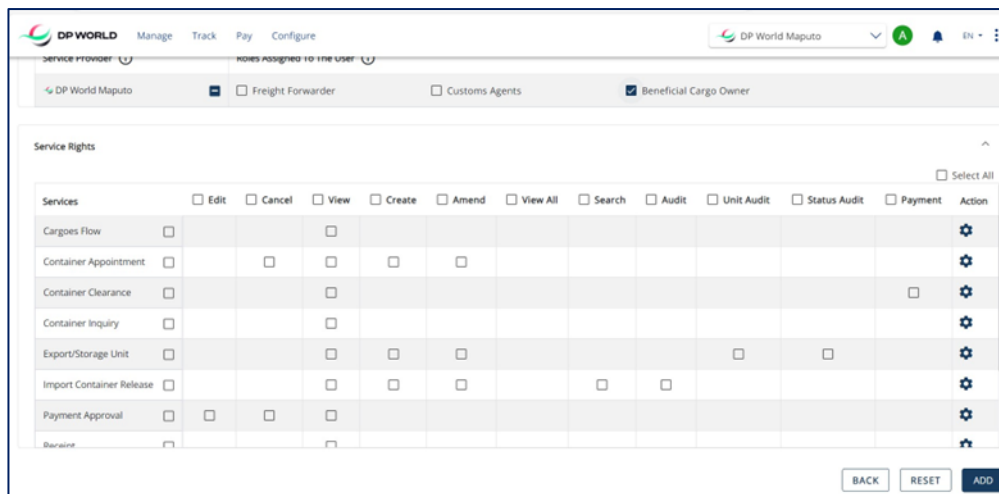 DP WORLD Manage Track Pay Configure DP World Maputo A EN
Service Provider Roles Assigned To The User
DP World Maputo Freight Forwarder Customs Agents Beneficial Cargo Owner
Service Rights
Select All
Services Edit Cancel View Create Amend View All Search Audit Unit Audit Status Audit Payment Action
Cargoes Flow
Container Appointment
Container Clearance
Container Inquiry
Export/Storage Unit
Import Container Release
Payment Approval
Receipt
BACK RESET ADD